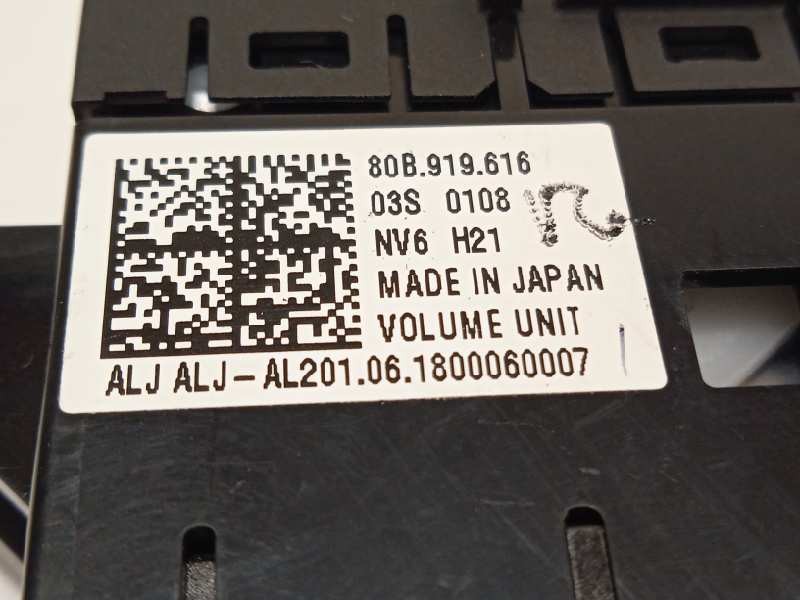 80B.919.616
03S 0108
NV6 H21
MADE IN JAPAN
VOLUME UNIT
ALJ ALJ-AL201.06.1800060007